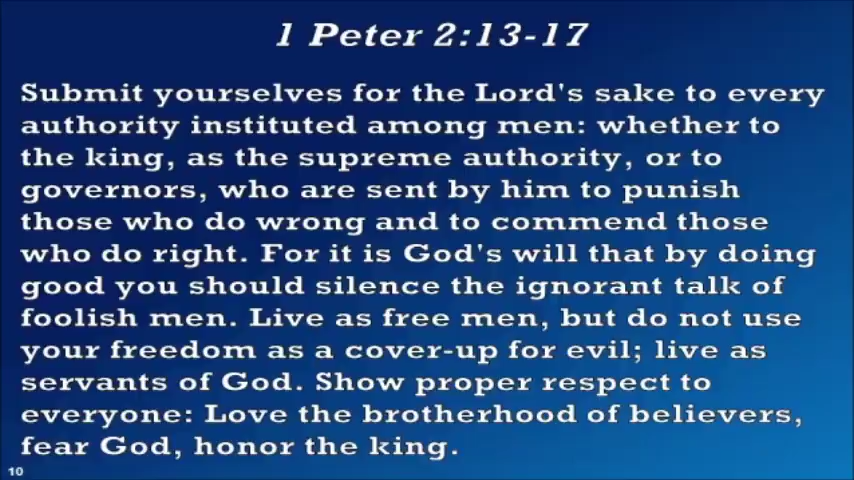 1 Peter 2:13-17
Submit yourselves for the Lord's sake to every
authority instituted among men: whether to
the king, as the supreme authority, or to
governors, who are sent by him to punish
those who do wrong and to commend those
who do right. For it is God's will that by doing
good you should silence the ignorant talk of
foolish men. Live as free men, but do not use
your freedom as a cover-up for evil; live as
servants of God. Show proper respect to
everyone: Love the brotherhood of believers,
fear God, honor the king.
10